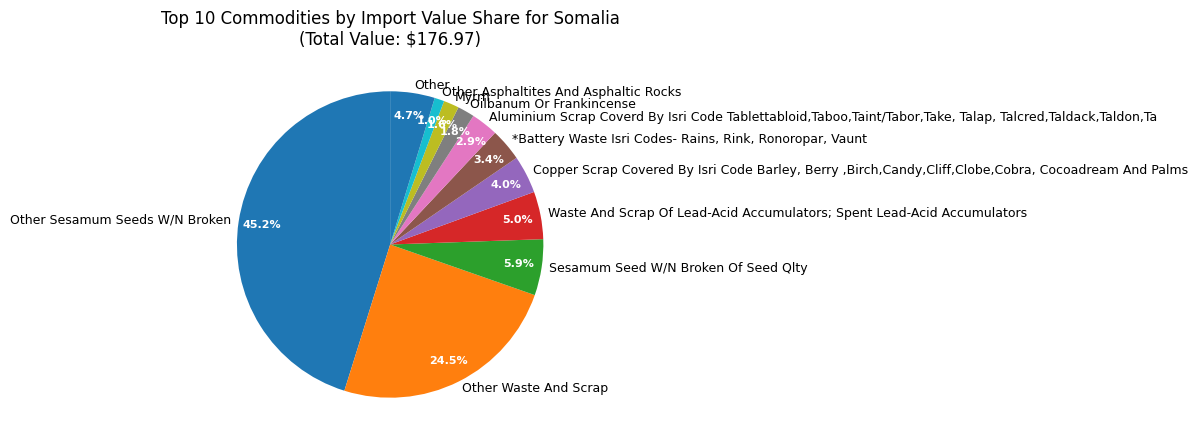 Top 10 Commodities by Import Value Share for Somalia
(Total Value: $176.97)
Other
Other Asphaltites And Asphaltic Rocks
Myrrh
Olibanum Or Frankincense
Aluminium Scrap Coverd By Isri Code Tablettabloid,Taboo,Taint/Tabor,Take, Talap, Talcred,Taldack,Taldon,Ta
*Battery Waste Isri Codes- Rains, Rink, Ronoropar, Vaunt
Copper Scrap Covered By Isri Code Barley, Berry ,Birch,Candy,Cliff,Clobe,Cobra, Cocoadream And Palms
Waste And Scrap Of Lead-Acid Accumulators; Spent Lead-Acid Accumulators
Sesamum Seed W/N Broken Of Seed Qlty
Other Waste And Scrap
Other Sesamum Seeds W/N Broken
4.7%
1.0%
1.6%
1.8%
2.9%
3.4%
4.0%
5.0%
5.9%
24.5%
45.2%